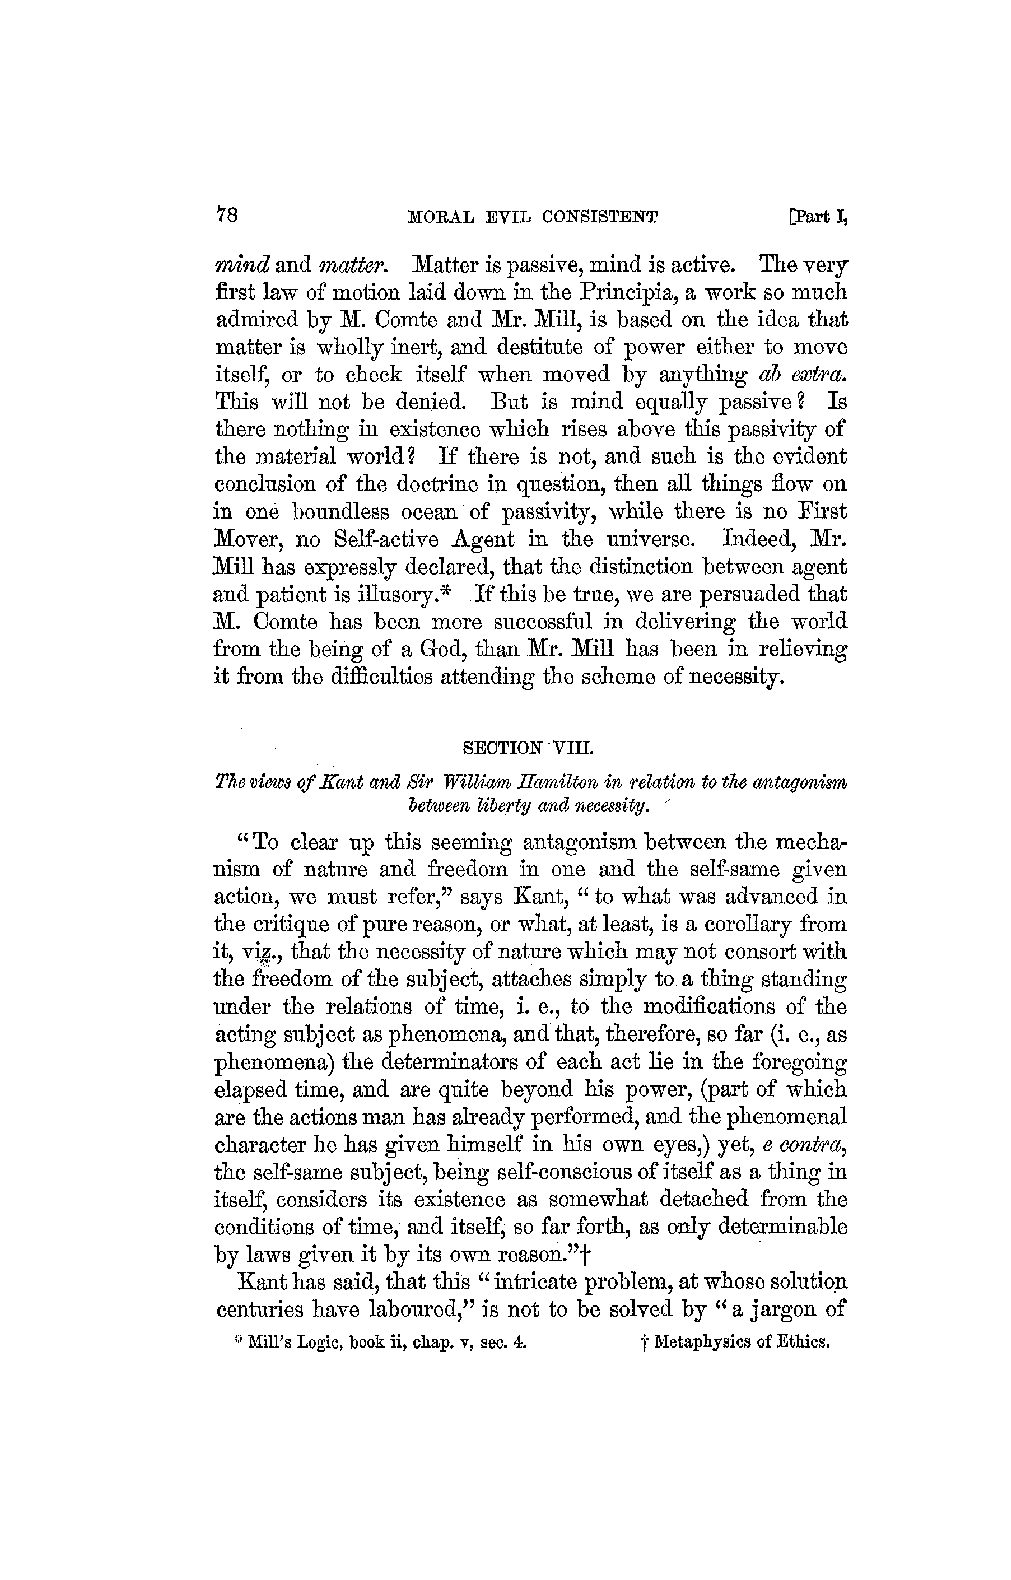 78 MORAL EVIL CONSISTENT [Part I,
mind and matter. Matter is passive, mind is active. The very
first law of motion laid down in the Principia, a work so much
admired by M. Comte and Mr. Mill, is based on the idea that
matter is wholly inert, and destitute of power either to move
itself, or to check itself when moved by anything ab extra.
This will not be denied. But is mind equally passive? Is
there nothing in existence which rises above this passivity of
the material world? If there is not, and such is the evident
conclusion of the doctrine in question, then all things flow on
in one boundless ocean of passivity, while there is no First
Mover, no Self-active Agent in the universe. Indeed, Mr.
Mill has expressly declared, that the distinction between agent
and patient is illusory.* If this be true, we are persuaded that
M. Comte has been more successful in delivering the world
from the being of a God, than Mr. Mill has been in relieving
it from the difficulties attending the scheme of necessity.
SECTION VIII.
The views of Kant and Sir William Hamilton in relation to the antagonism
between liberty and necessity.
"To clear up this seeming antagonism between the mecha-
nism of nature and freedom in one and the self-same given
action, we must refer," says Kant, "to what was advanced in
the critique of pure reason, or what, at least, is a corollary from
it, viz., that the necessity of nature which may not consort with
the freedom of the subject, attaches simply to a thing standing
under the relations of time, i. e., to the modifications of the
acting subject as phenomena, and that, therefore, so far (i. e., as
phenomena) the determinators of each act lie in the foregoing
elapsed time, and are quite beyond his power, (part of which
are the actions man has already performed, and the phenomenal
character he has given himself in his own eyes,) yet, e contra,
the self-same subject, being self-conscious of itself as a thing in
itself, considers its existence as somewhat detached from the
conditions of time, and itself, so far forth, as only determinable
by laws given it by its own reason."†
Kant has said, that this "intricate problem, at whose solution
centuries have laboured," is not to be solved by "a jargon of
* Mill's Logic, book ii, chap. v, sec. 4. † Metaphysics of Ethics.